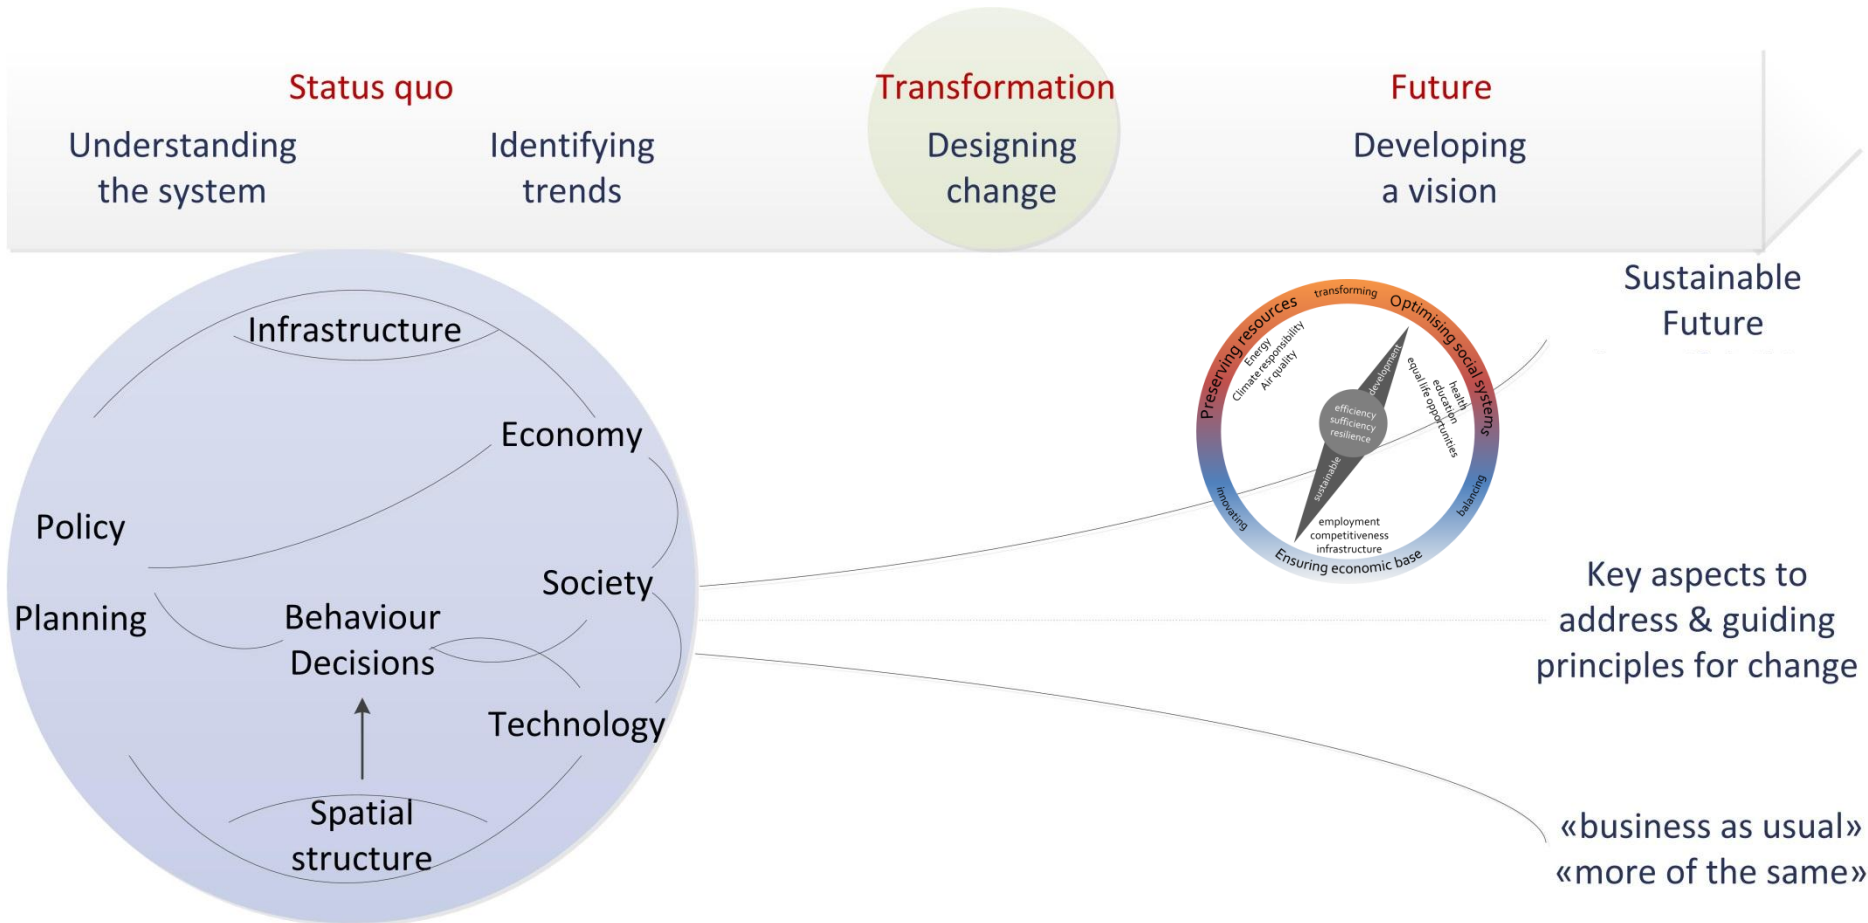 Status quo
Transformation
Future
Understanding
the system
Identifying
trends
Designing
change
Developing
a vision
Infrastructure
Economy
Policy
Planning
Society
Behaviour
Decisions
Technology
Spatial
structure
Preserving resources
transforming
Optimising social systems
Energy
Climate responsibility
Air quality
development
health
education
equal life opportunities
efficiency
sufficiency
resilience
sustainable
innovating
balancing
employment
competitiveness
infrastructure
Ensuring economic base
Sustainable
Future
Key aspects to
address & guiding
principles for change
«business as usual»
«more of the same»